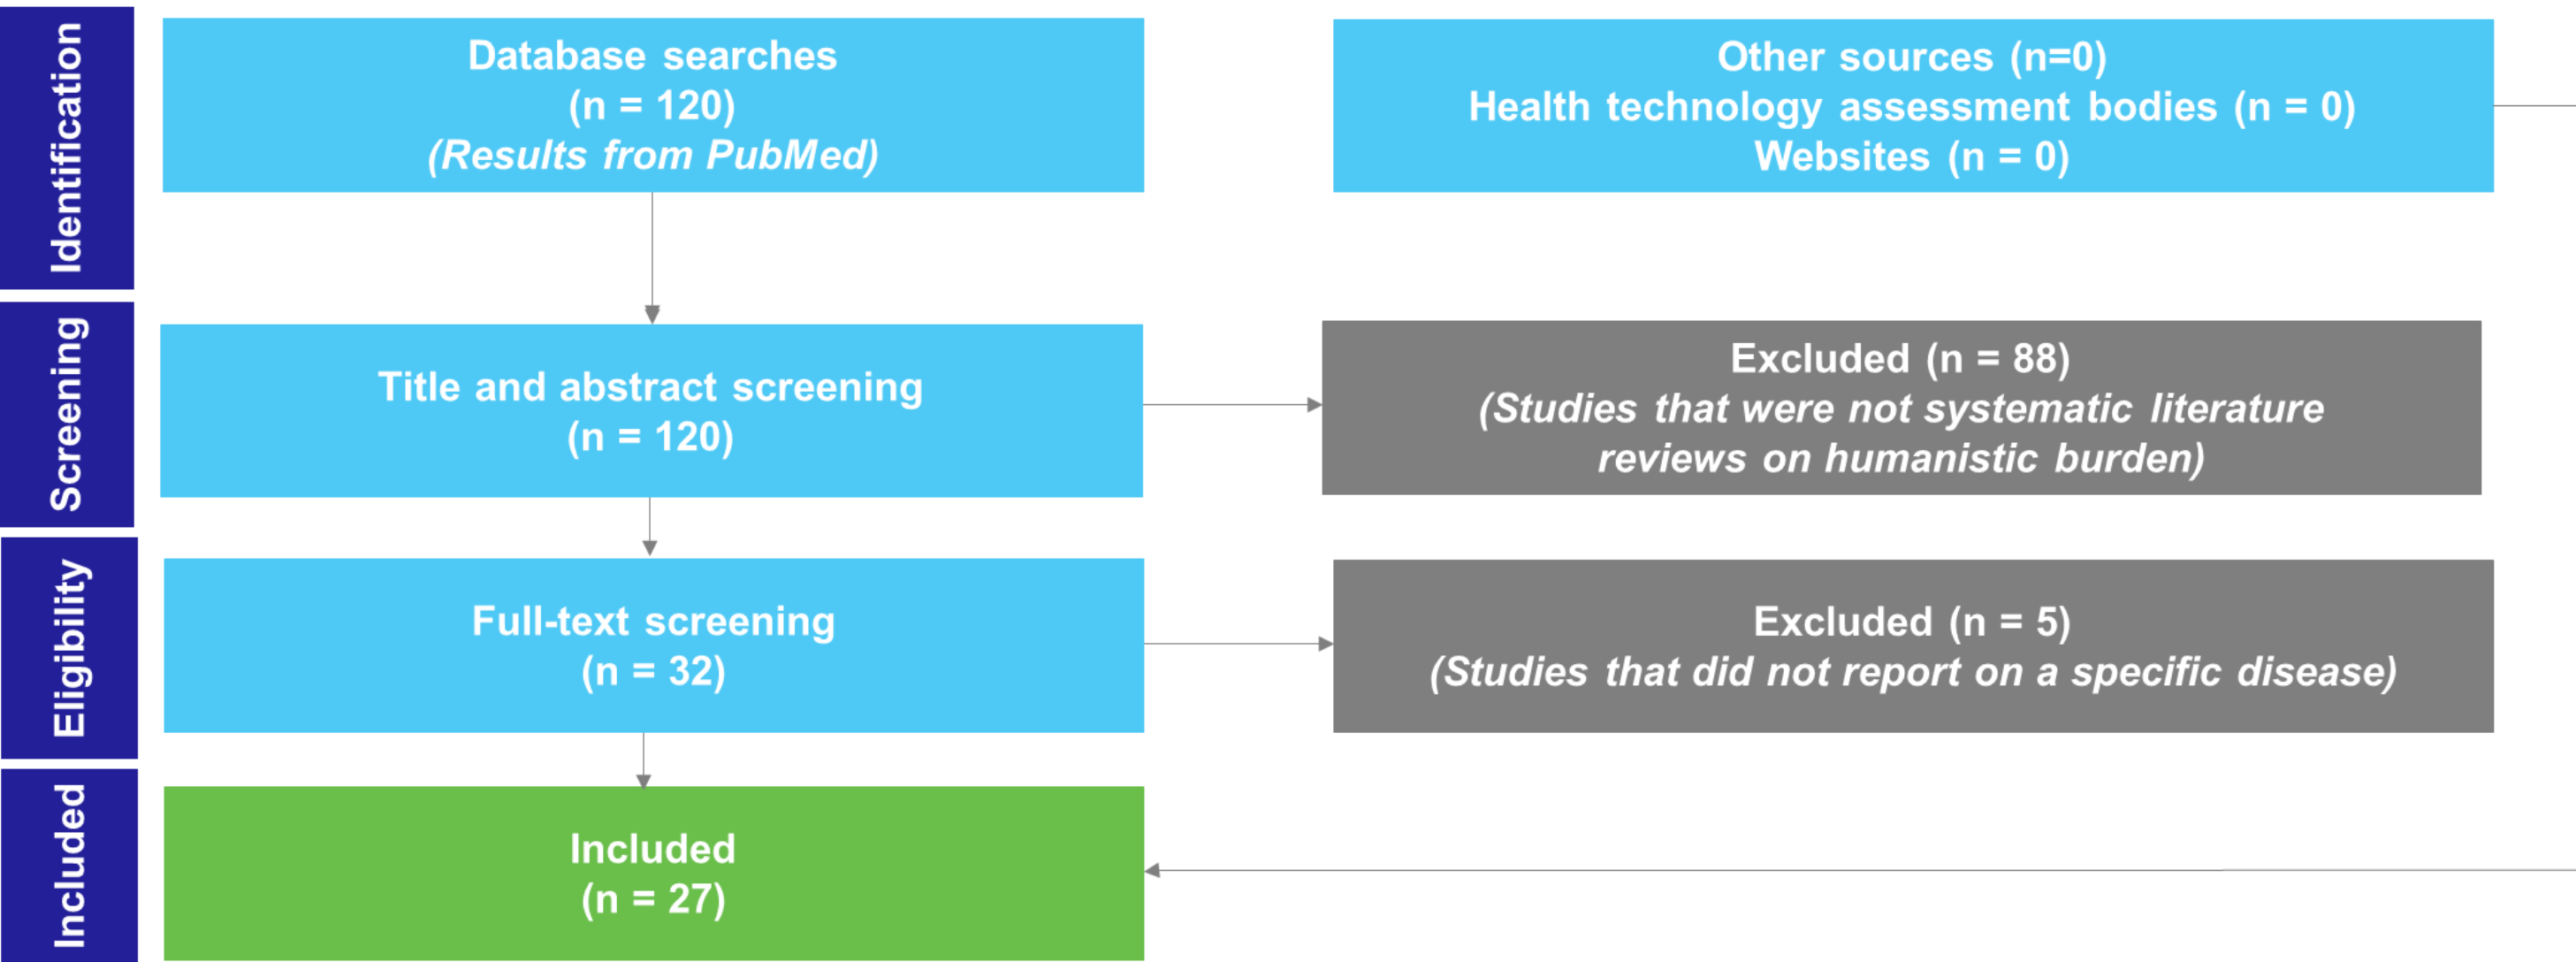 Identification
Database searches
(n = 120)
(Results from PubMed)
Other sources (n=0)
Health technology assessment bodies (n = 0)
Websites (n = 0)
Screening
Title and abstract screening
(n = 120)
Excluded (n = 88)
(Studies that were not systematic literature
reviews on humanistic burden)
Eligibility
Full-text screening
(n = 32)
Excluded (n = 5)
(Studies that did not report on a specific disease)
Included
Included
(n = 27)